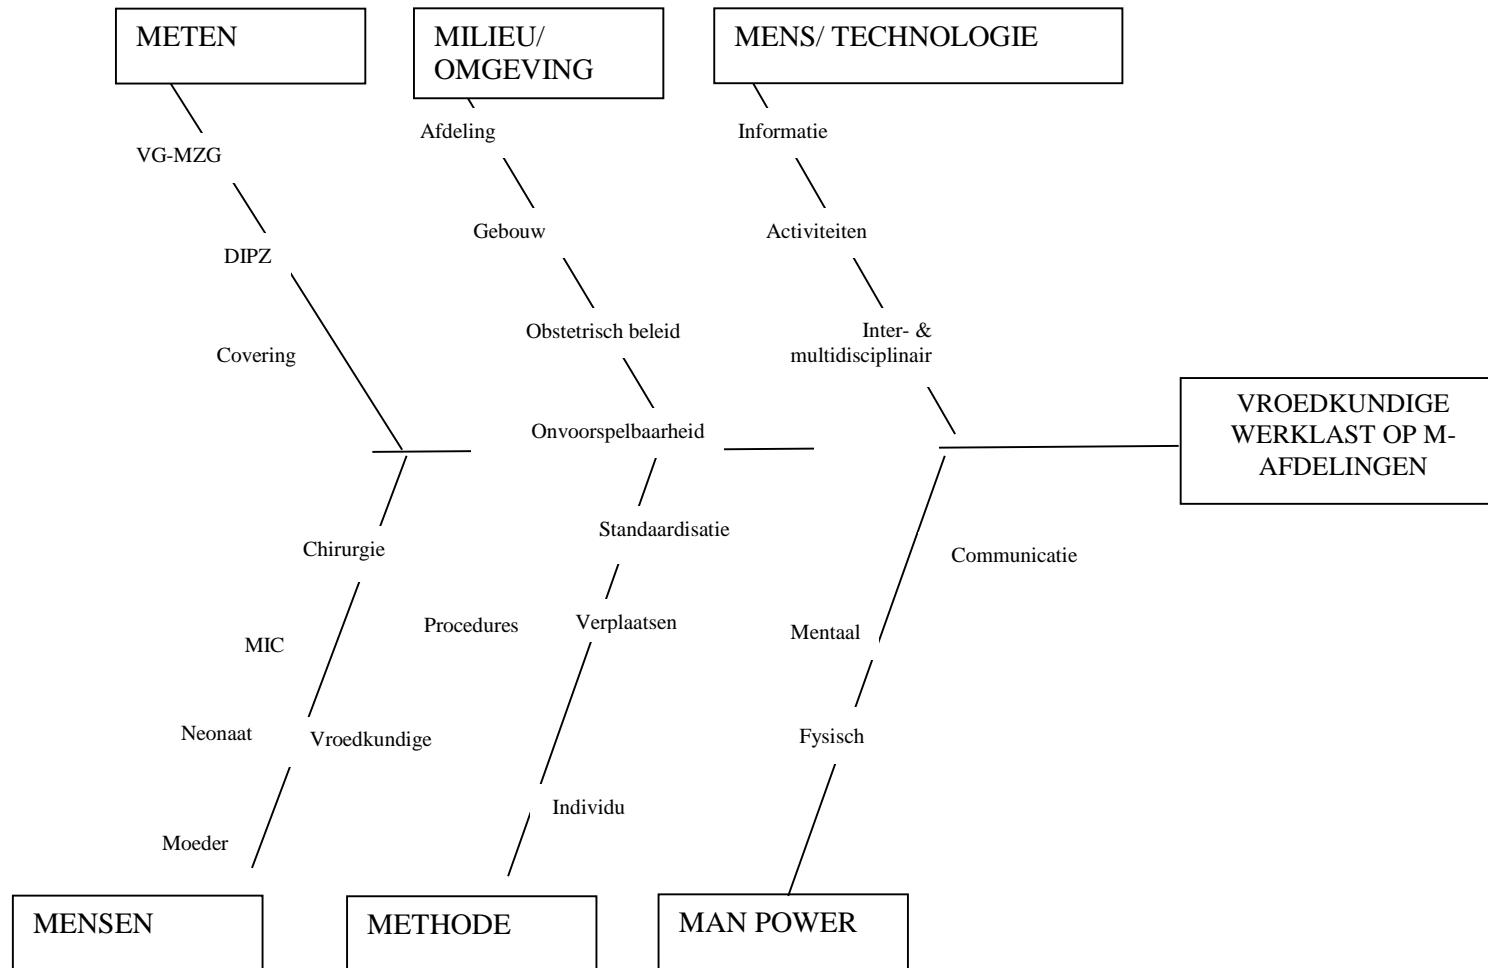 METEN
MILIEU/
OMGEVING
MENS/ TECHNOLOGIE
VG-MZG
DIPZ
Covering
Afdeling
Gebouw
Obstetrisch beleid
Onvoorspelbaarheid
Informatie
Activiteiten
Inter- &
multidisciplinair
VROEDKUNDIGE
WERKLAST OP M-
AFDELINGEN
Chirurgie
MIC
Neonaat
Vroedkundige
Moeder
Standaardisatie
Procedures
Verplaatsen
Individu
Communicatie
Mentaal
Fysisch
MENSEN
METHODE
MAN POWER